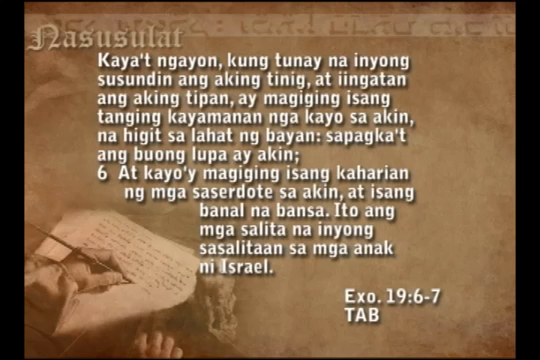 Nasusulat
Kaya't ngayon, kung tunay na inyong
susundin ang aking tinig, at iingatan
ang aking tipan, ay magiging isang
tanging kayamanan nga kayo sa akin,
na higit sa lahat ng bayan: sapagka't
ang buong lupa ay akin;
6 At kayo'y magiging isang kaharian
ng mga saserdote sa akin, at isang
banal na bansa. Ito ang
mga salita na inyong
sasalitaan sa mga anak
ni Israel.
Exo. 19:6-7
TAB